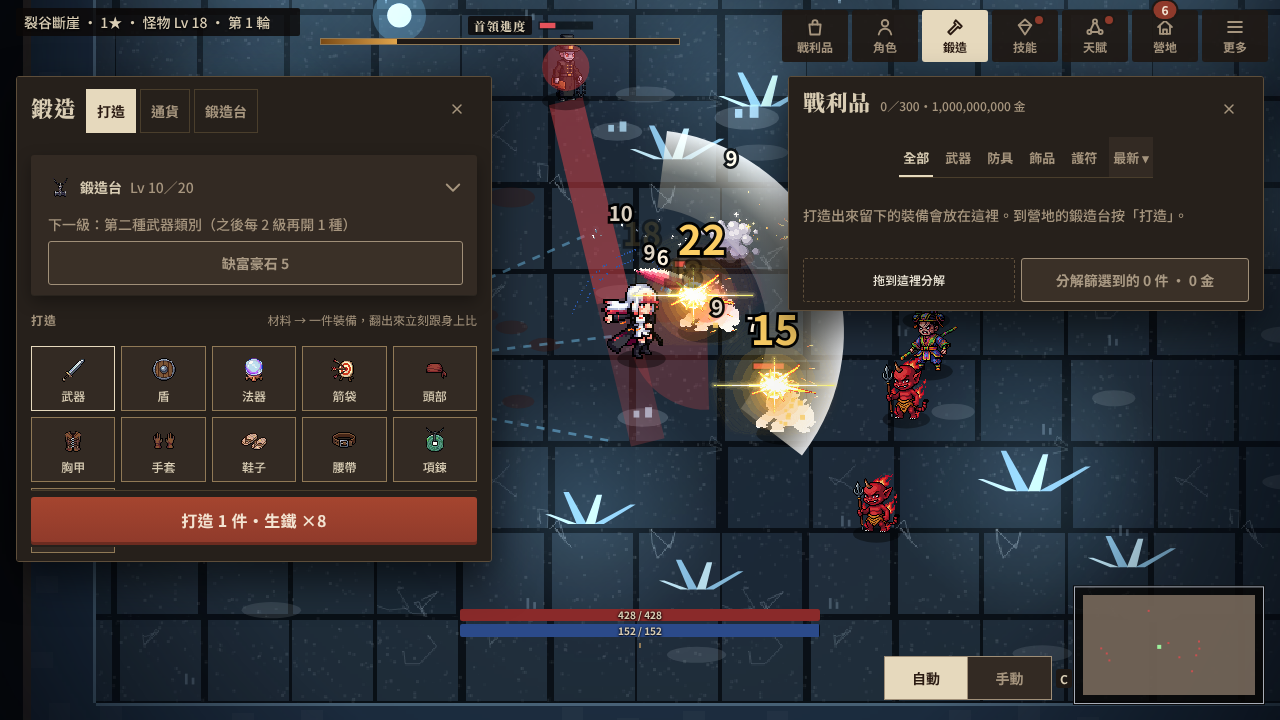 裂谷斷崖 · 1★ · 怪物 Lv 18 · 第 1 輪
首領進度
戰利品
角色
鍛造
技能
天賦
6
營地
更多
鍛造
打造
通貨
鍛造台
×
鍛造台 Lv 10／20
下一級：第二種武器類別（之後每 2 級再開 1 種）
缺富豪石 5
打造
材料 → 一件裝備，翻出來立刻跟身上比
武器
盾
法器
箭袋
頭部
胸甲
手套
鞋子
腰帶
項鍊
打造 1 件・生鐵 ×8
戰利品 0／300・1,000,000,000 金
×
全部
武器
防具
飾品
護符
最新▾
打造出來留下的裝備會放在這裡。到營地的鍛造台按「打造」。
拖到這裡分解
分解篩選到的 0 件 ・ 0 金
9
10
18
22
9
6
9
15
428 / 428
152 / 152
自動
手動
C